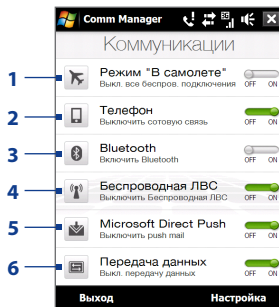 Comm Manager
Коммуникации
1 Режим "В самолете" OFF ON
Выкл. все беспров. подключения
2 Телефон OFF ON
Выключить сотовую связь
3 Bluetooth OFF ON
Включить Bluetooth
4 Беспроводная ЛВС OFF ON
Выключить Беспроводная ЛВС
5 Microsoft Direct Push OFF ON
Выключить push mail
6 Передача данных OFF ON
Выкл. передачу данных
Выход Настройка